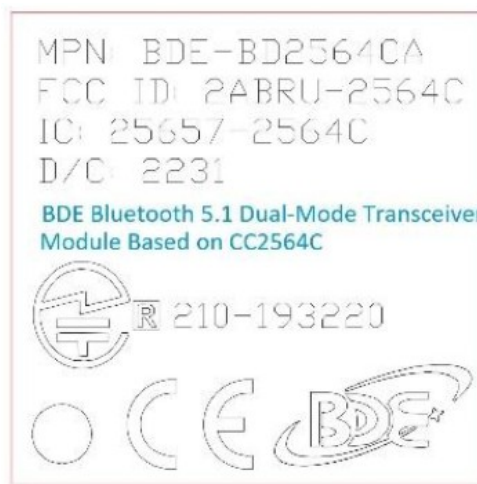 MPN: BDE-BD2564CA
FCC ID: 2ABRU-2564C
IC: 25657-2564C
D/C: 2231
BDE Bluetooth 5.1 Dual-Mode Transceiver
Module Based on CC2564C
R 210-193220
CE BDE